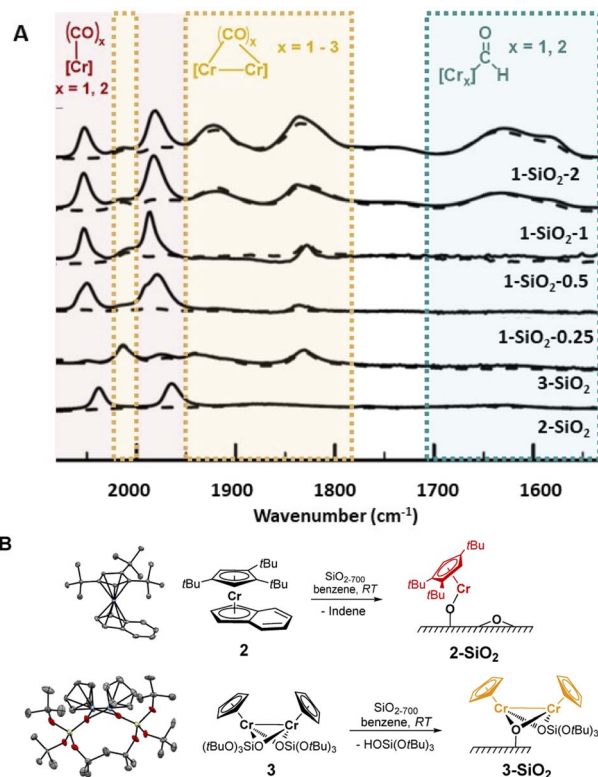 A
(CO)x
[Cr]
x = 1, 2
(CO)x
[Cr Cr]
x = 1 - 3
O
C
[Crx] H
x = 1, 2
1-SiO2-2
1-SiO2-1
1-SiO2-0.5
1-SiO2-0.25
3-SiO2
2-SiO2
2000 1900 1800 1700 1600
Wavenumber (cm-1)
B
tBu
tBu tBu
Cr
2
SiO2-700
benzene, RT
- Indene
tBu
tBu tBu
Cr
O
O
2-SiO2
Cr Cr
(tBuO)3SiO OSi(OtBu)3
3
SiO2-700
benzene, RT
- HOSi(OtBu)3
Cr Cr
O OSi(OtBu)3
3-SiO2